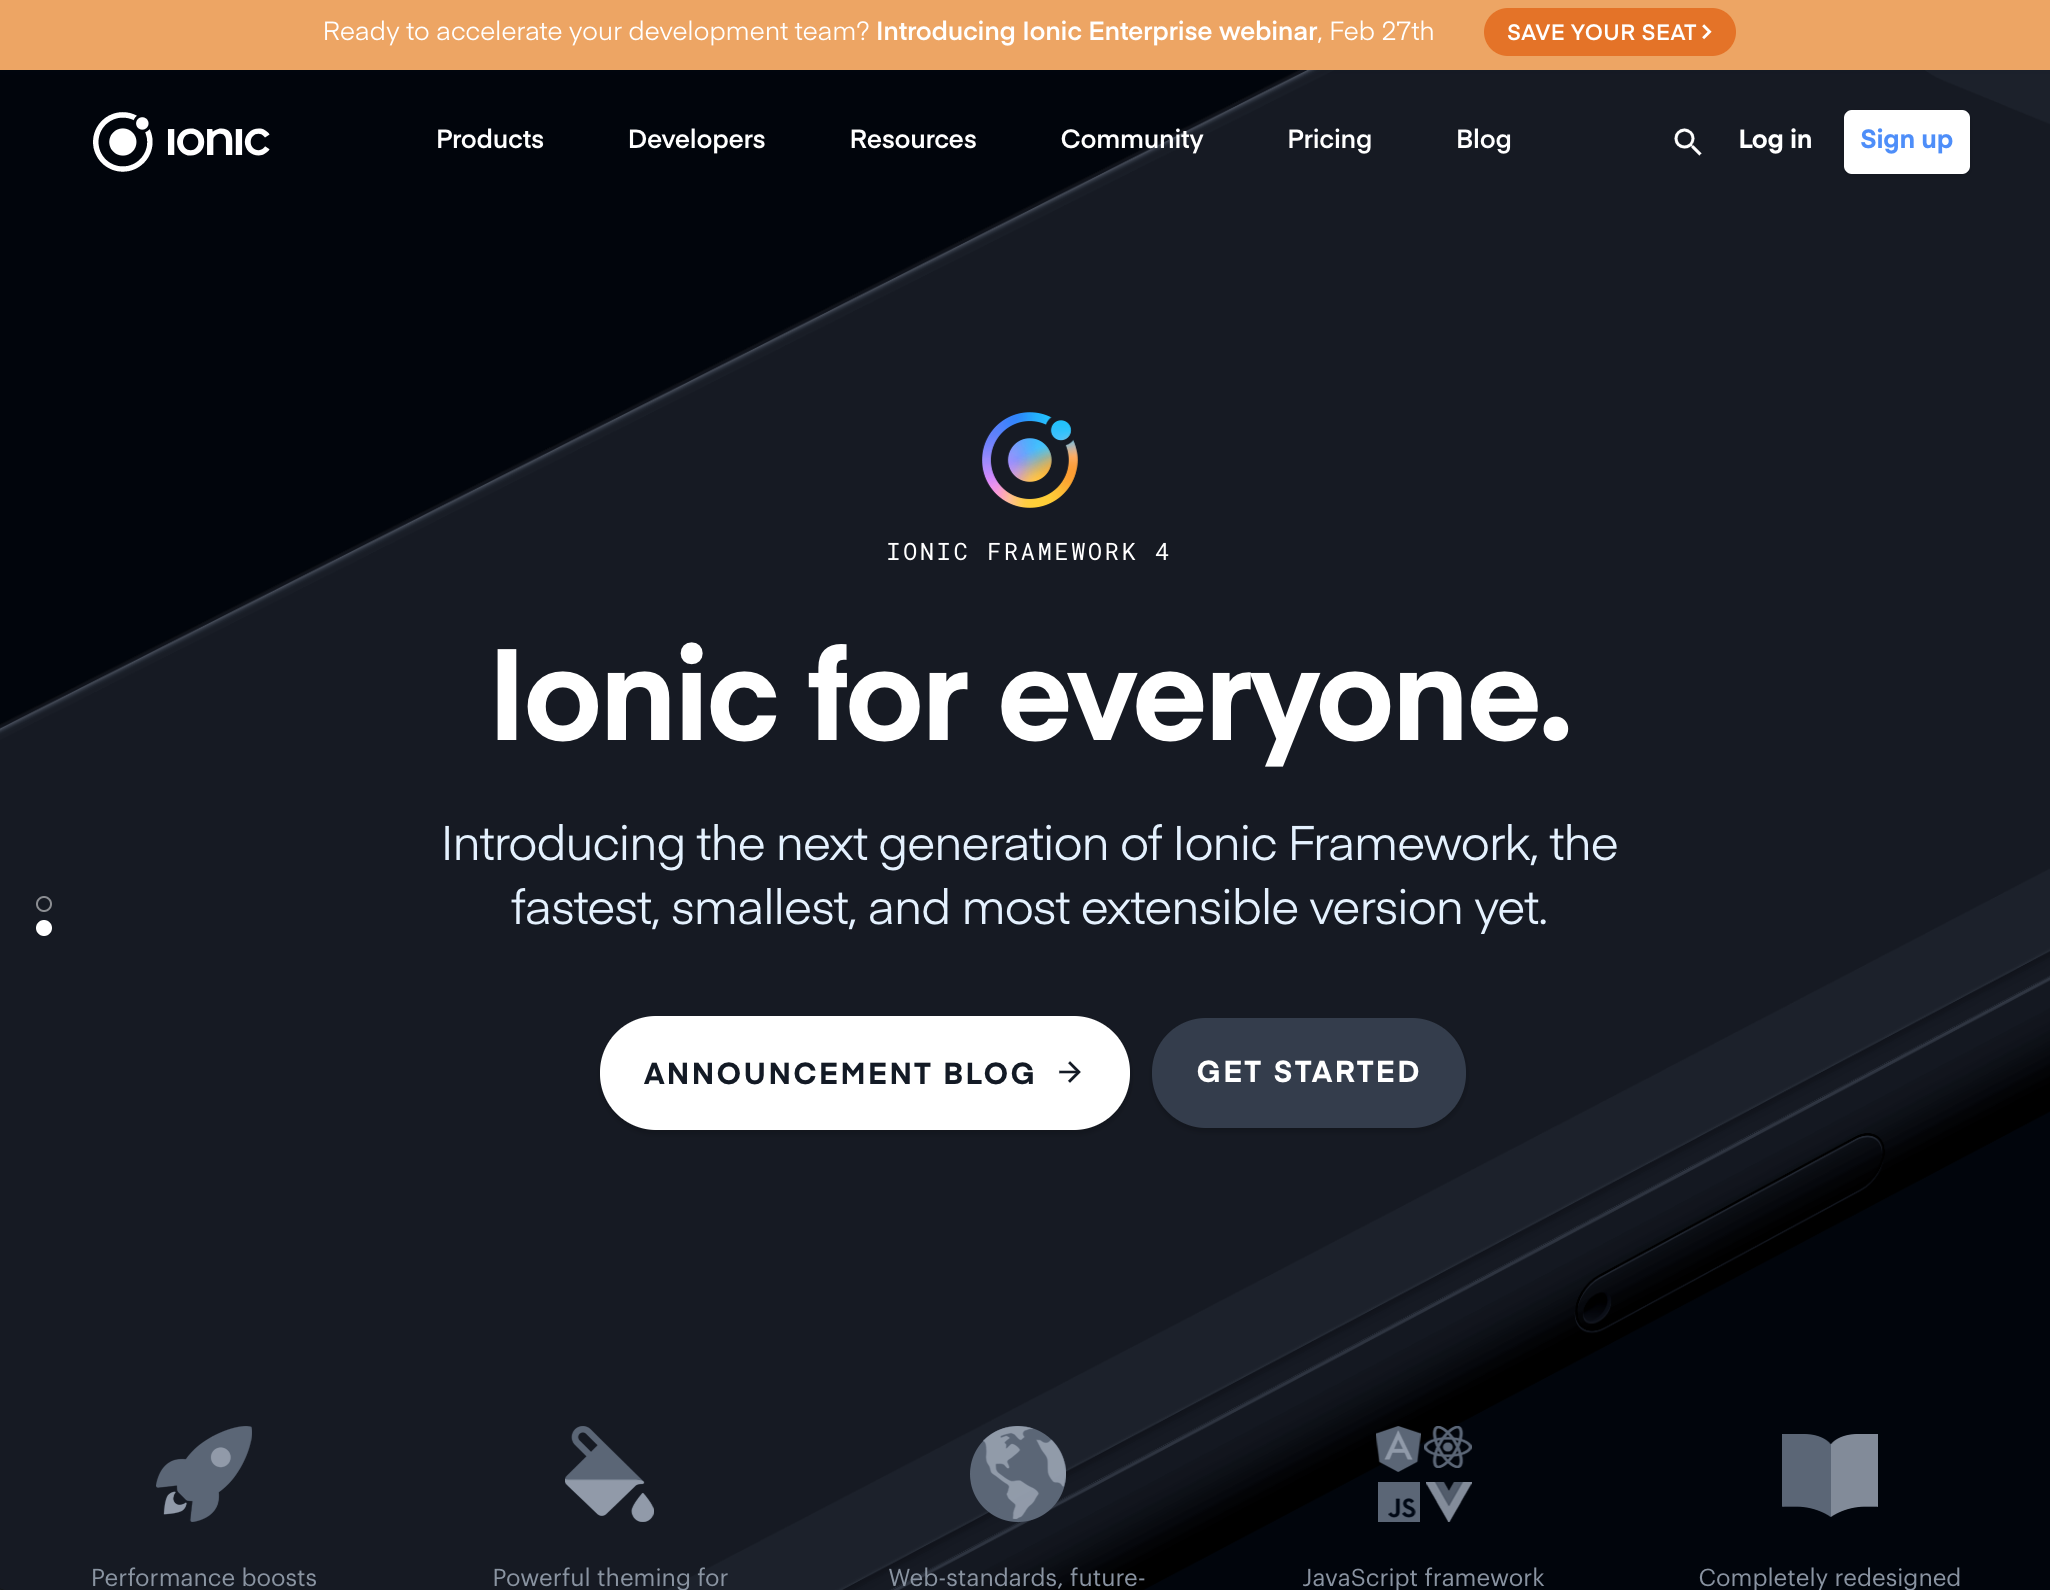 Ready to accelerate your development team? Introducing Ionic Enterprise webinar, Feb 27th SAVE YOUR SEAT
IONIC Products Developers Resources Community Pricing Blog Log in Sign up
IONIC FRAMEWORK 4
Ionic for everyone.
Introducing the next generation of Ionic Framework, the
fastest, smallest, and most extensible version yet.
ANNOUNCEMENT BLOG → GET STARTED
A JS
Performance boosts Powerful theming for Web-standards, future- JavaScript framework Completely redesigned